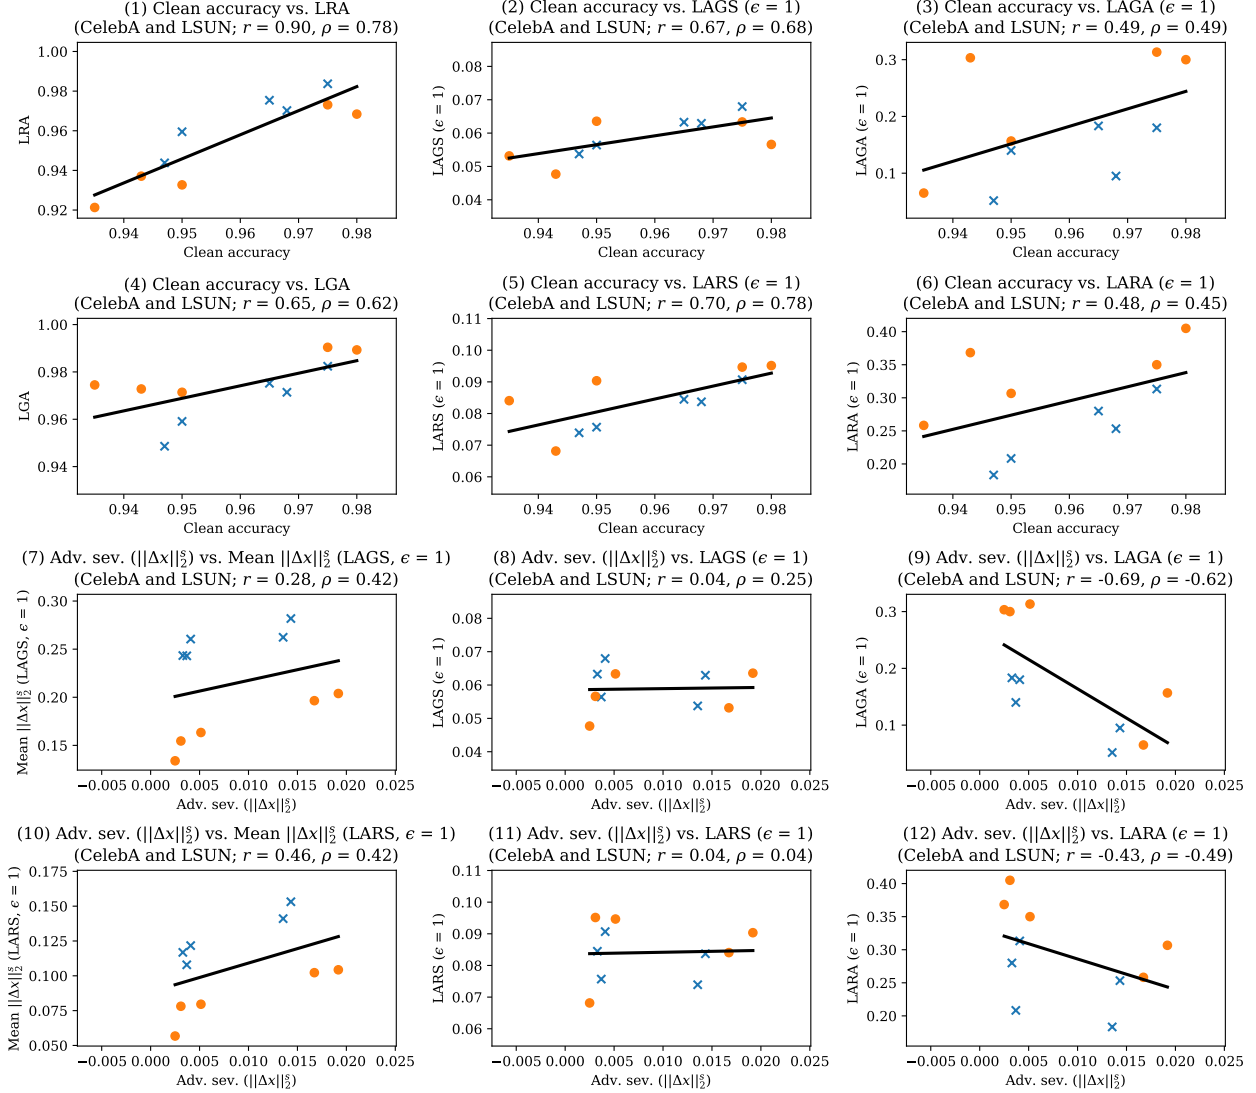 (1) Clean accuracy vs. LRA
(CelebA and LSUN; r = 0.90, ρ = 0.78)
1.00
0.98
0.96
0.94
0.92
LRA
0.94 0.95 0.96 0.97 0.98
Clean accuracy
(2) Clean accuracy vs. LAGS (ϵ = 1)
(CelebA and LSUN; r = 0.67, ρ = 0.68)
0.08
0.07
0.06
0.05
0.04
LAGS (ϵ = 1)
0.94 0.95 0.96 0.97 0.98
Clean accuracy
(3) Clean accuracy vs. LAGA (ϵ = 1)
(CelebA and LSUN; r = 0.49, ρ = 0.49)
0.3
0.2
0.1
LAGA (ϵ = 1)
0.94 0.95 0.96 0.97 0.98
Clean accuracy
(4) Clean accuracy vs. LGA
(CelebA and LSUN; r = 0.65, ρ = 0.62)
1.00
0.98
0.96
0.94
LGA
0.94 0.95 0.96 0.97 0.98
Clean accuracy
(5) Clean accuracy vs. LARS (ϵ = 1)
(CelebA and LSUN; r = 0.70, ρ = 0.78)
0.11
0.10
0.09
0.08
0.07
0.06
LARS (ϵ = 1)
0.94 0.95 0.96 0.97 0.98
Clean accuracy
(6) Clean accuracy vs. LARA (ϵ = 1)
(CelebA and LSUN; r = 0.48, ρ = 0.45)
0.40
0.35
0.30
0.25
0.20
LARA (ϵ = 1)
0.94 0.95 0.96 0.97 0.98
Clean accuracy
(7) Adv. sev. (||Δx||₂ˢ) vs. Mean ||Δx||₂ˢ (LAGS, ϵ = 1)
(CelebA and LSUN; r = 0.28, ρ = 0.42)
0.30
0.25
0.20
0.15
Mean ||Δx||₂ˢ (LAGS, ϵ = 1)
−0.005 0.000 0.005 0.010 0.015 0.020 0.025
Adv. sev. (||Δx||₂ˢ)
(8) Adv. sev. (||Δx||₂ˢ) vs. LAGS (ϵ = 1)
(CelebA and LSUN; r = 0.04, ρ = 0.25)
0.08
0.07
0.06
0.05
0.04
LAGS (ϵ = 1)
−0.005 0.000 0.005 0.010 0.015 0.020 0.025
Adv. sev. (||Δx||₂ˢ)
(9) Adv. sev. (||Δx||₂ˢ) vs. LAGA (ϵ = 1)
(CelebA and LSUN; r = -0.69, ρ = -0.62)
0.3
0.2
0.1
LAGA (ϵ = 1)
−0.005 0.000 0.005 0.010 0.015 0.020 0.025
Adv. sev. (||Δx||₂ˢ)
(10) Adv. sev. (||Δx||₂ˢ) vs. Mean ||Δx||₂ˢ (LARS, ϵ = 1)
(CelebA and LSUN; r = 0.46, ρ = 0.42)
0.175
0.150
0.125
0.100
0.075
0.050
Mean ||Δx||₂ˢ (LARS, ϵ = 1)
−0.005 0.000 0.005 0.010 0.015 0.020 0.025
Adv. sev. (||Δx||₂ˢ)
(11) Adv. sev. (||Δx||₂ˢ) vs. LARS (ϵ = 1)
(CelebA and LSUN; r = 0.04, ρ = 0.04)
0.11
0.10
0.09
0.08
0.07
0.06
LARS (ϵ = 1)
−0.005 0.000 0.005 0.010 0.015 0.020 0.025
Adv. sev. (||Δx||₂ˢ)
(12) Adv. sev. (||Δx||₂ˢ) vs. LARA (ϵ = 1)
(CelebA and LSUN; r = -0.43, ρ = -0.49)
0.40
0.35
0.30
0.25
0.20
LARA (ϵ = 1)
−0.005 0.000 0.005 0.010 0.015 0.020 0.025
Adv. sev. (||Δx||₂ˢ)